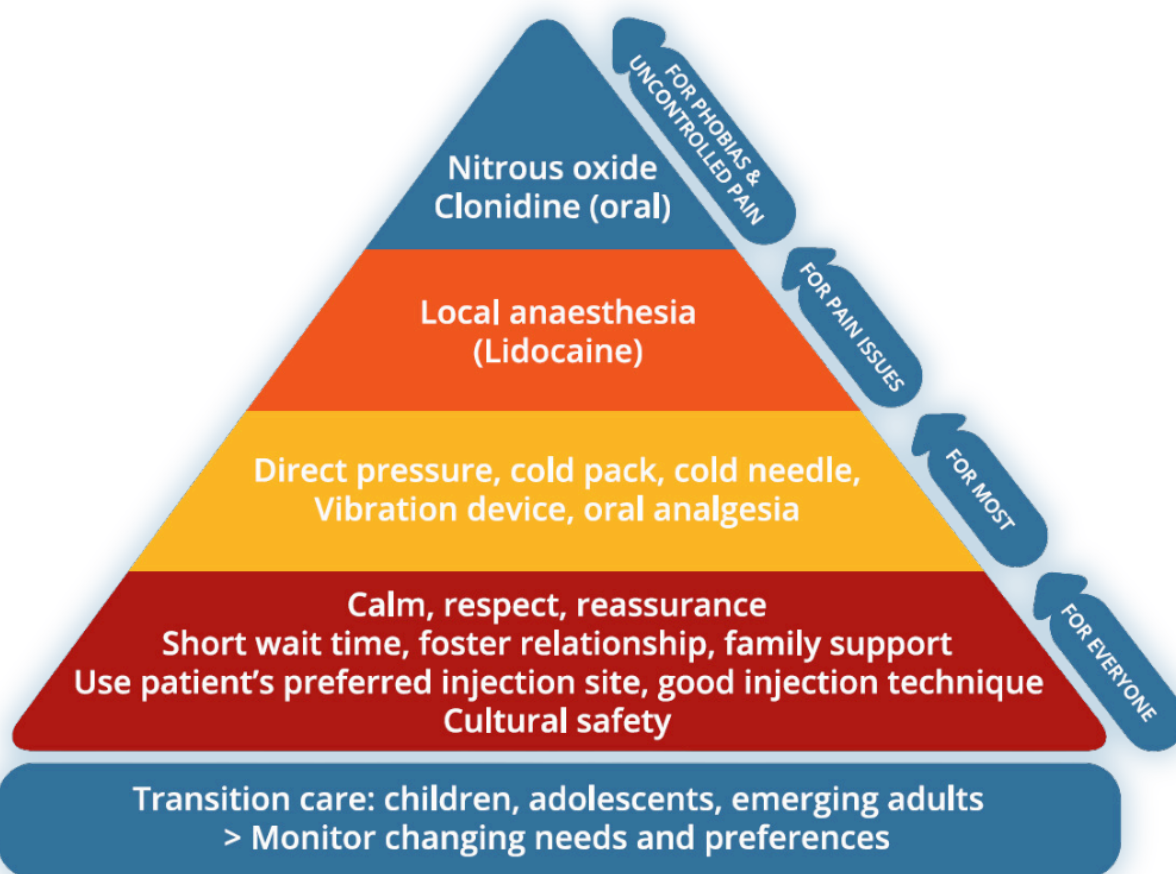 Nitrous oxide
Clonidine (oral)
FOR PHOBIAS &
UNCONTROLLED PAIN
Local anaesthesia
(Lidocaine)
FOR PAIN ISSUES
Direct pressure, cold pack, cold needle,
Vibration device, oral analgesia
FOR MOST
Calm, respect, reassurance
Short wait time, foster relationship, family support
Use patient's preferred injection site, good injection technique
Cultural safety
FOR EVERYONE
Transition care: children, adolescents, emerging adults
> Monitor changing needs and preferences